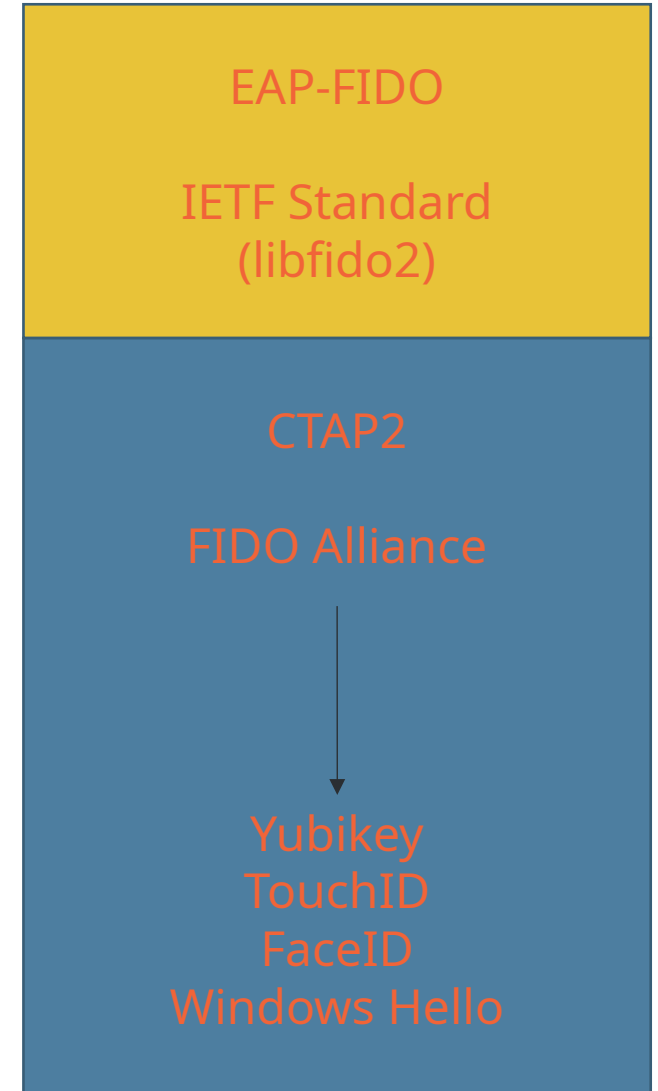 EAP-FIDO
IETF Standard
(libfido2)
CTAP2
FIDO Alliance
Yubikey
TouchID
FaceID
Windows Hello